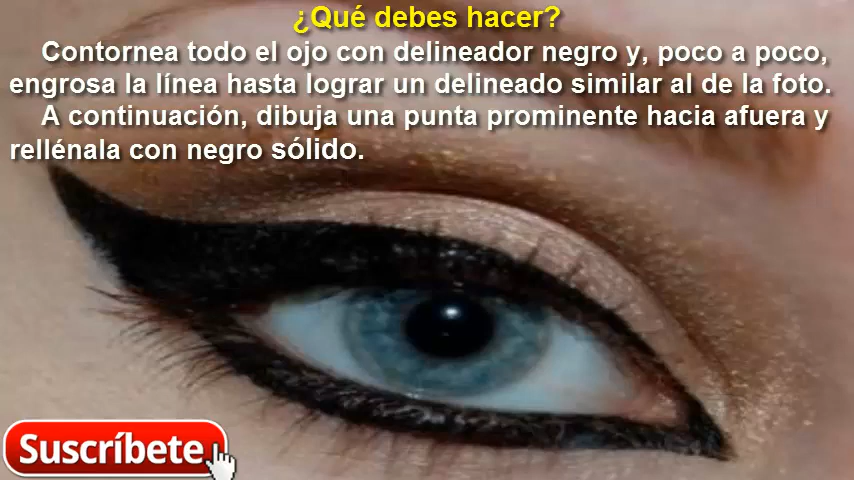 ¿Qué debes hacer?
Contornea todo el ojo con delineador negro y, poco a poco,
engrosa la línea hasta lograr un delineado similar al de la foto.
A continuación, dibuja una punta prominente hacia afuera y
rellénala con negro sólido.
Suscríbete